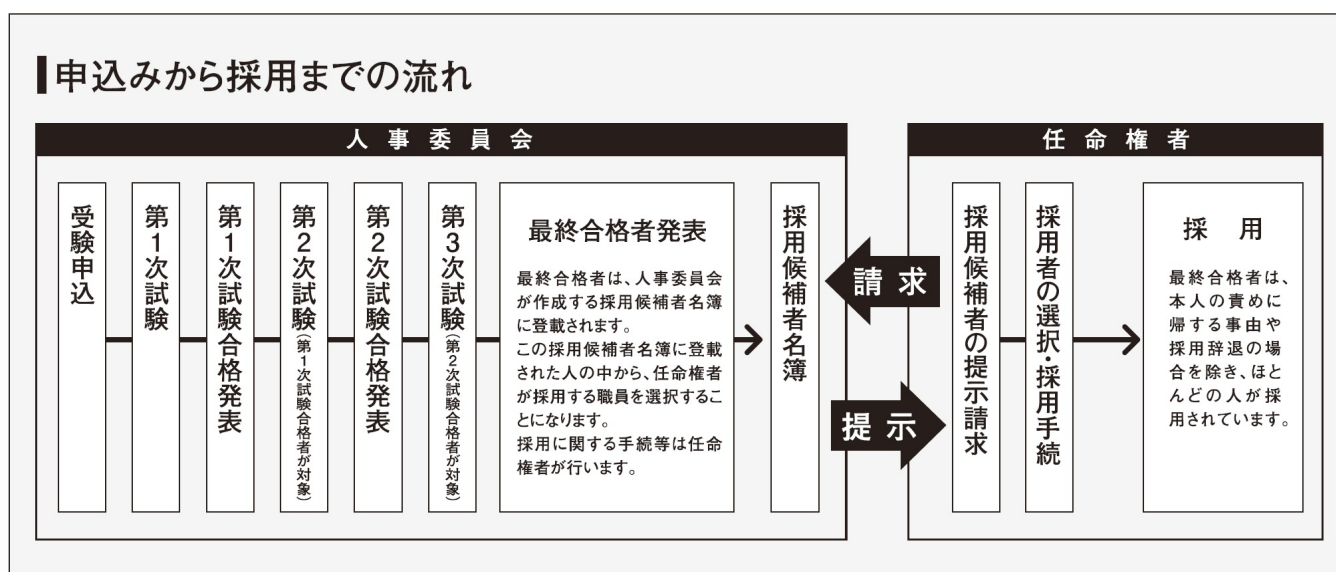 申込みから採用までの流れ
人事委員会
受験申込
第1次試験
第1次試験合格発表
第2次試験(第1次試験合格者が対象)
第2次試験合格発表
第3次試験(第2次試験合格者が対象)
最終合格者発表
最終合格者は、人事委員会
が作成する採用候補者名簿
に登載されます。
この採用候補者名簿に登載
された人の中から、任命権者
が採用する職員を選択するこ
とになります。
採用に関する手続等は任命
権者が行います。
採用候補者名簿
請求
提示
任命権者
採用候補者の提示請求
採用者の選択・採用手続
採用
最終合格者は、
本人の責めに
帰する事由や
採用辞退の場
合を除き、ほと
んどの人が採
用されています。